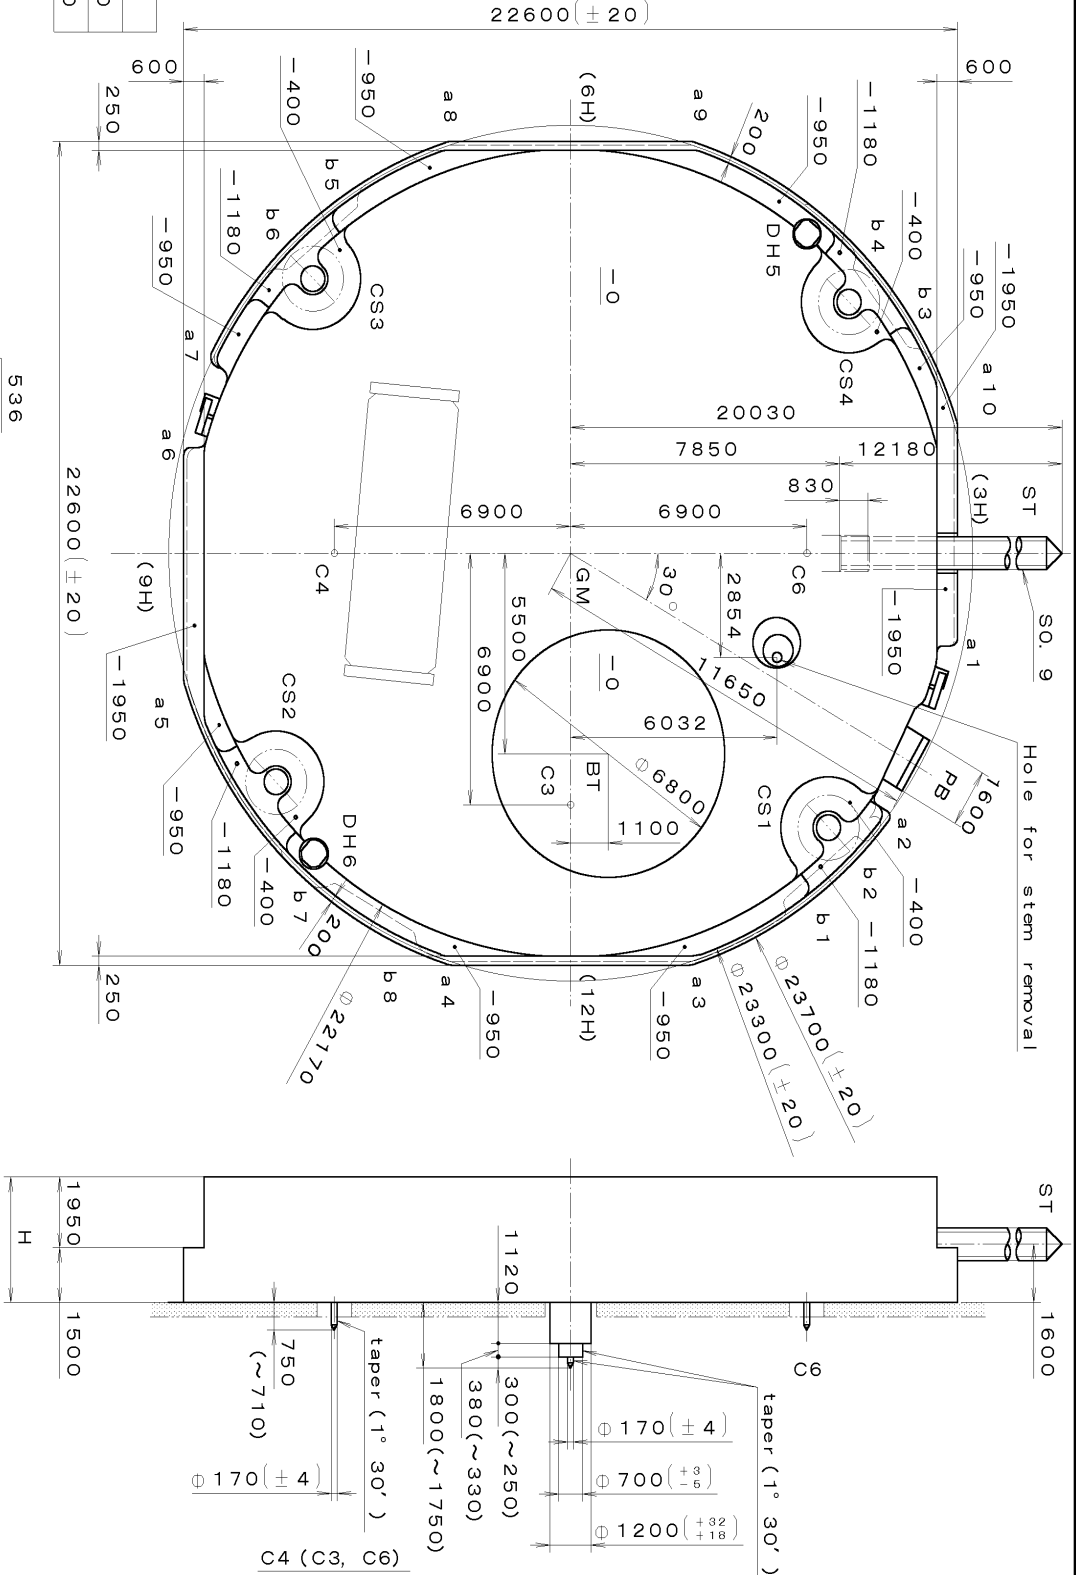 22600(±20)
600
600
250
-400
-950
a8
(6H)
a9
200
-950
-1180
b4
-400
b3
-950
-1950
a10
b5
-1180
b6
-950
a7
CS3
-0
DH5
CS4
20030
7850
12180
830
(3H)
ST
536
a6
22600(±20)
6900
6900
(9H)
C4
GM
30°
C6
2854
-1950
a1
SO. 9
-1950
a5
CS2
5500
6900
-0
11650
6032
Hole for stem removal
BT
C3
φ6800
1100
CS1
PB
1600
a2
-950
-1180
-400
DH6
b7
200
b2
-400
b1
-1180
250
b8
φ22170
a4
-950
(12H)
-950
a3
φ23300(±20)
φ23700(±20)
1950
H
1500
1120
ST
1600
750
(~710)
taper (1° 30′)
1800(~1750)
380(~330)
300(~250)
C6
taper (1° 30′)
φ170(±4)
φ170(±4)
φ700(+3 -5)
φ1200(+32 +18)
C4 (C3, C6)